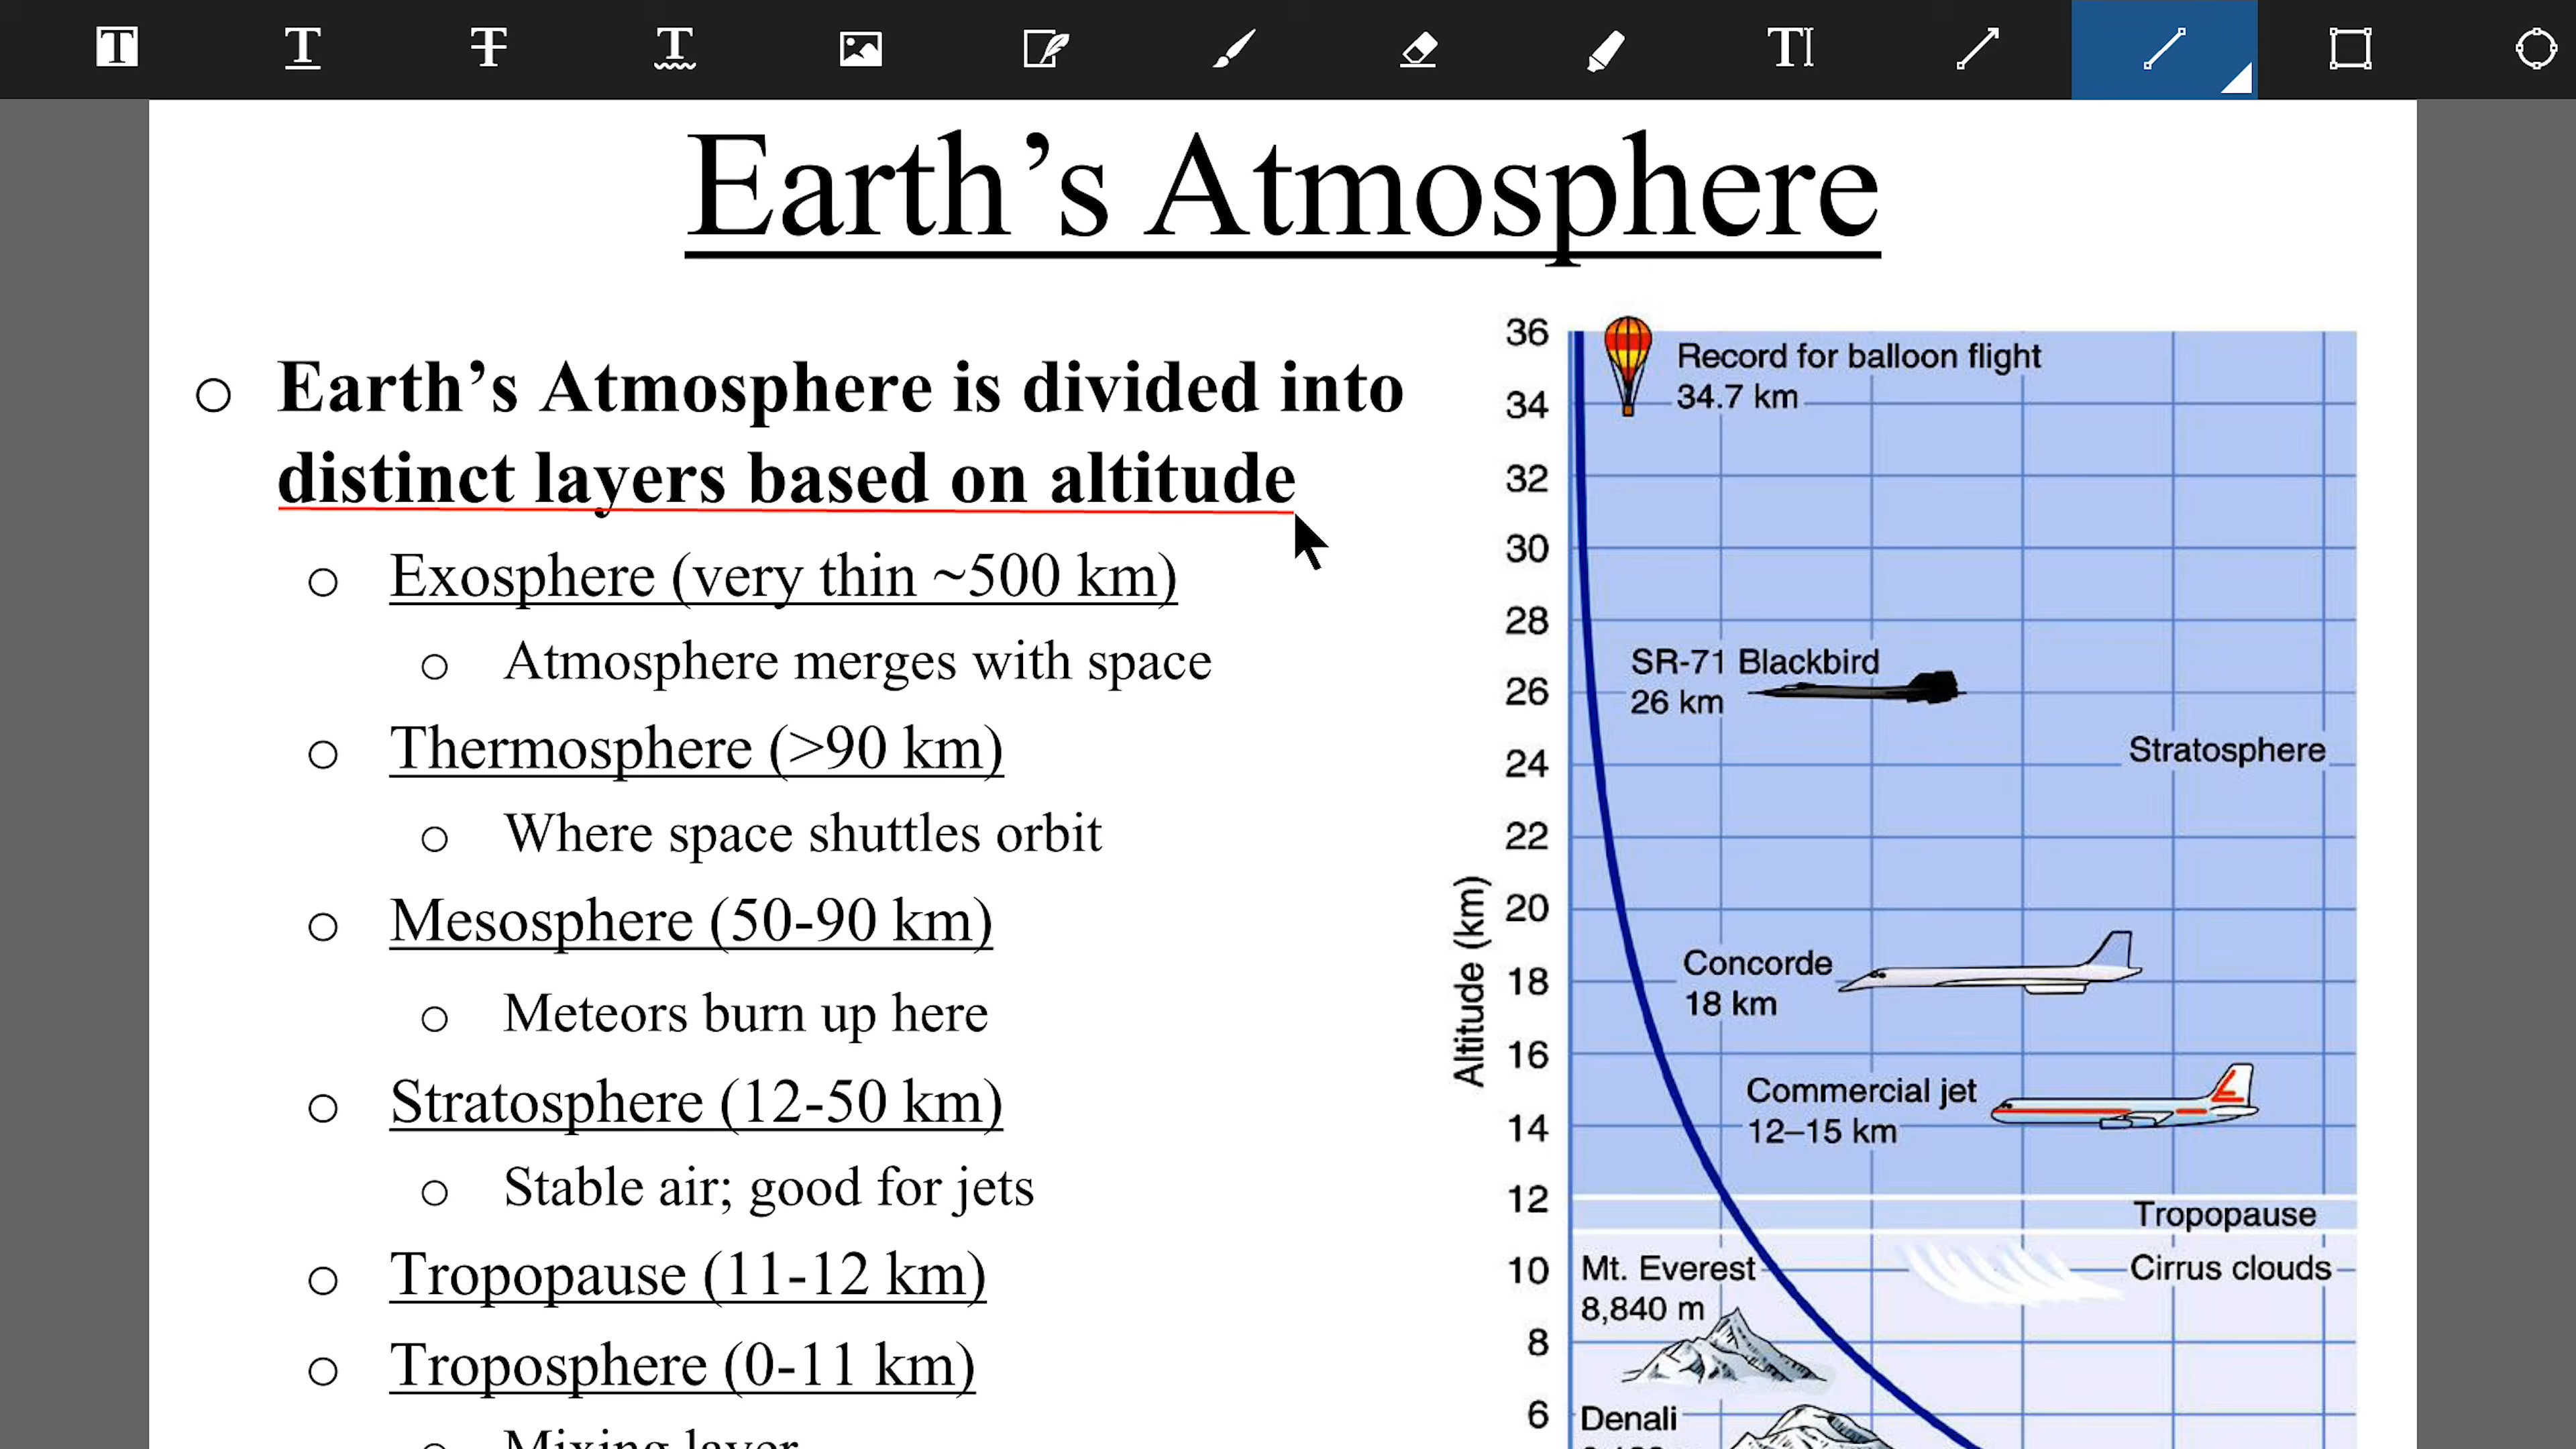 Earth’s Atmosphere
o Earth’s Atmosphere is divided into
distinct layers based on altitude
o Exosphere (very thin ~500 km)
o Atmosphere merges with space
o Thermosphere (>90 km)
o Where space shuttles orbit
o Mesosphere (50-90 km)
o Meteors burn up here
o Stratosphere (12-50 km)
o Stable air; good for jets
o Tropopause (11-12 km)
o Troposphere (0-11 km)
o Mixing layer
Altitude (km)
36
34
32
30
28
26
24
22
20
18
16
14
12
10
8
6
Record for balloon flight
34.7 km
SR-71 Blackbird
26 km
Stratosphere
Concorde
18 km
Commercial jet
12–15 km
Tropopause
Mt. Everest
8,840 m
Cirrus clouds
Denali